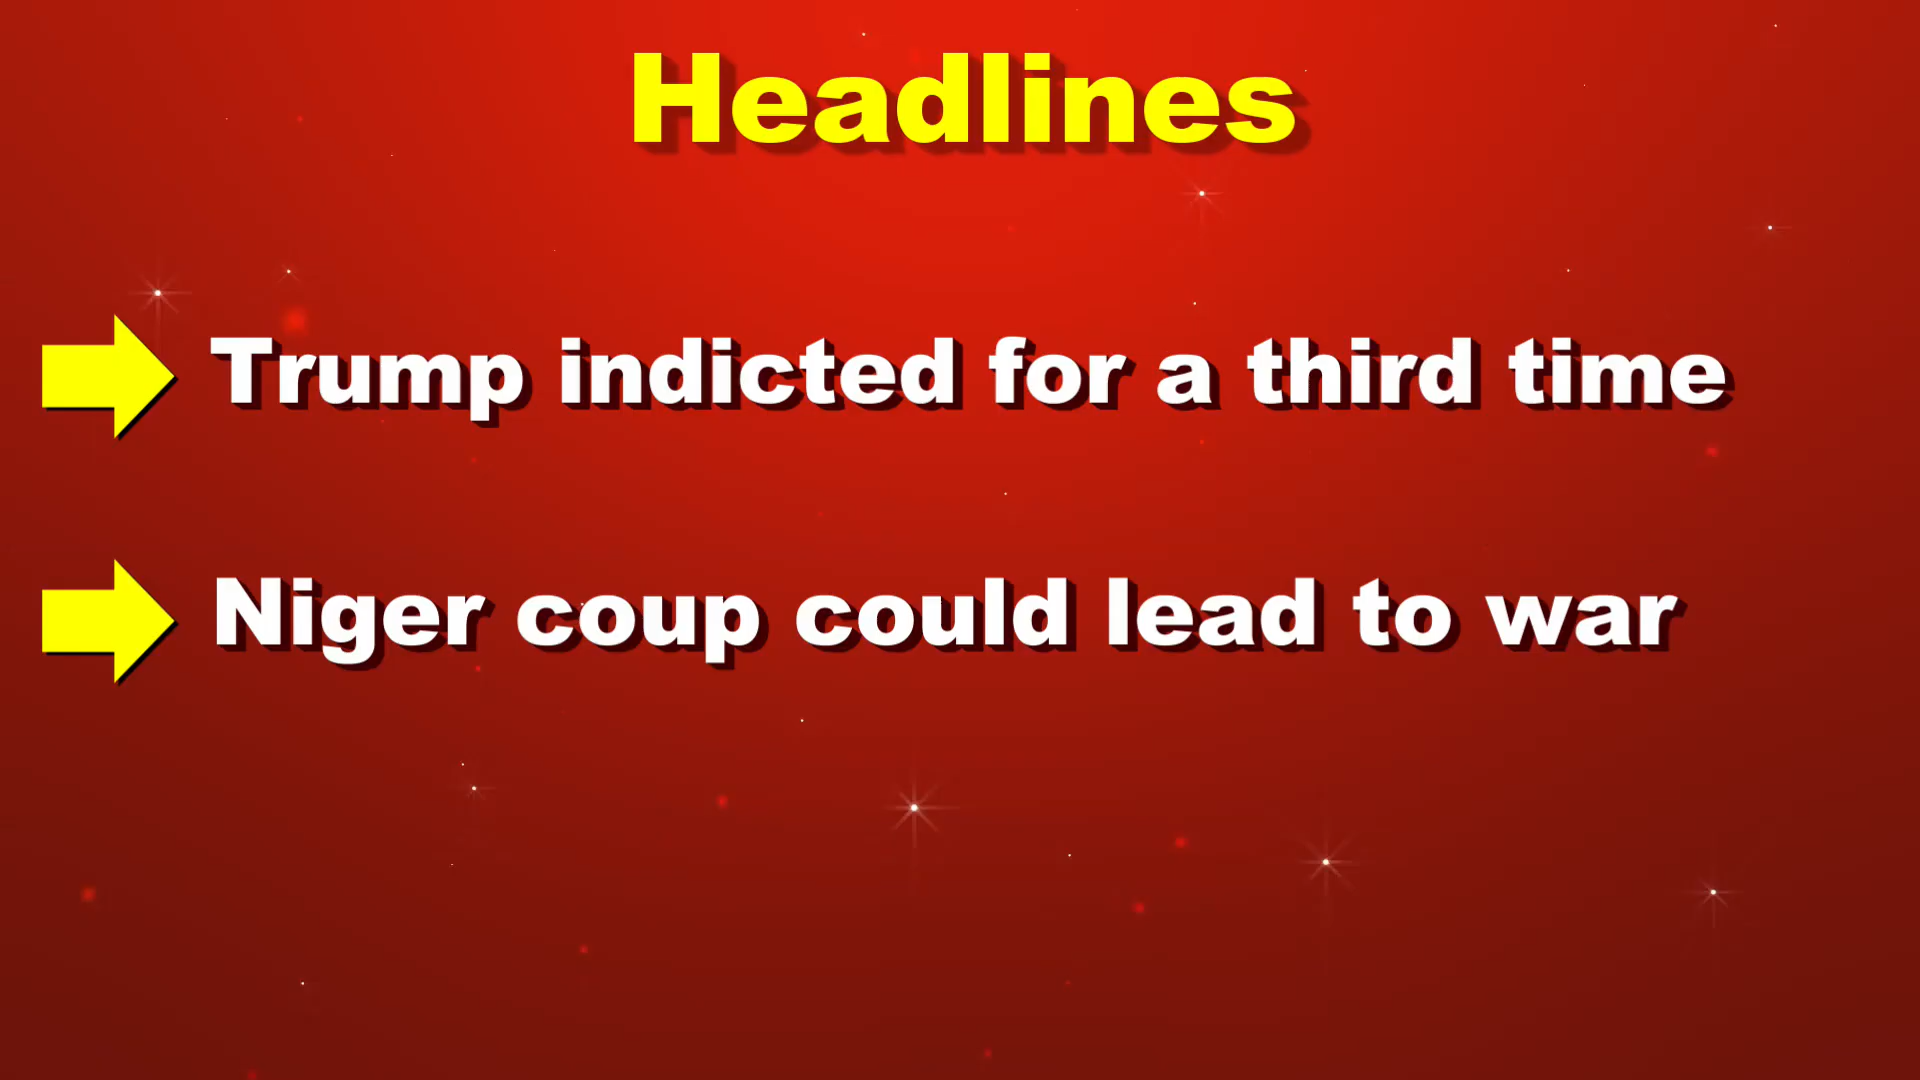 Headlines
Trump indicted for a third time
Niger coup could lead to war